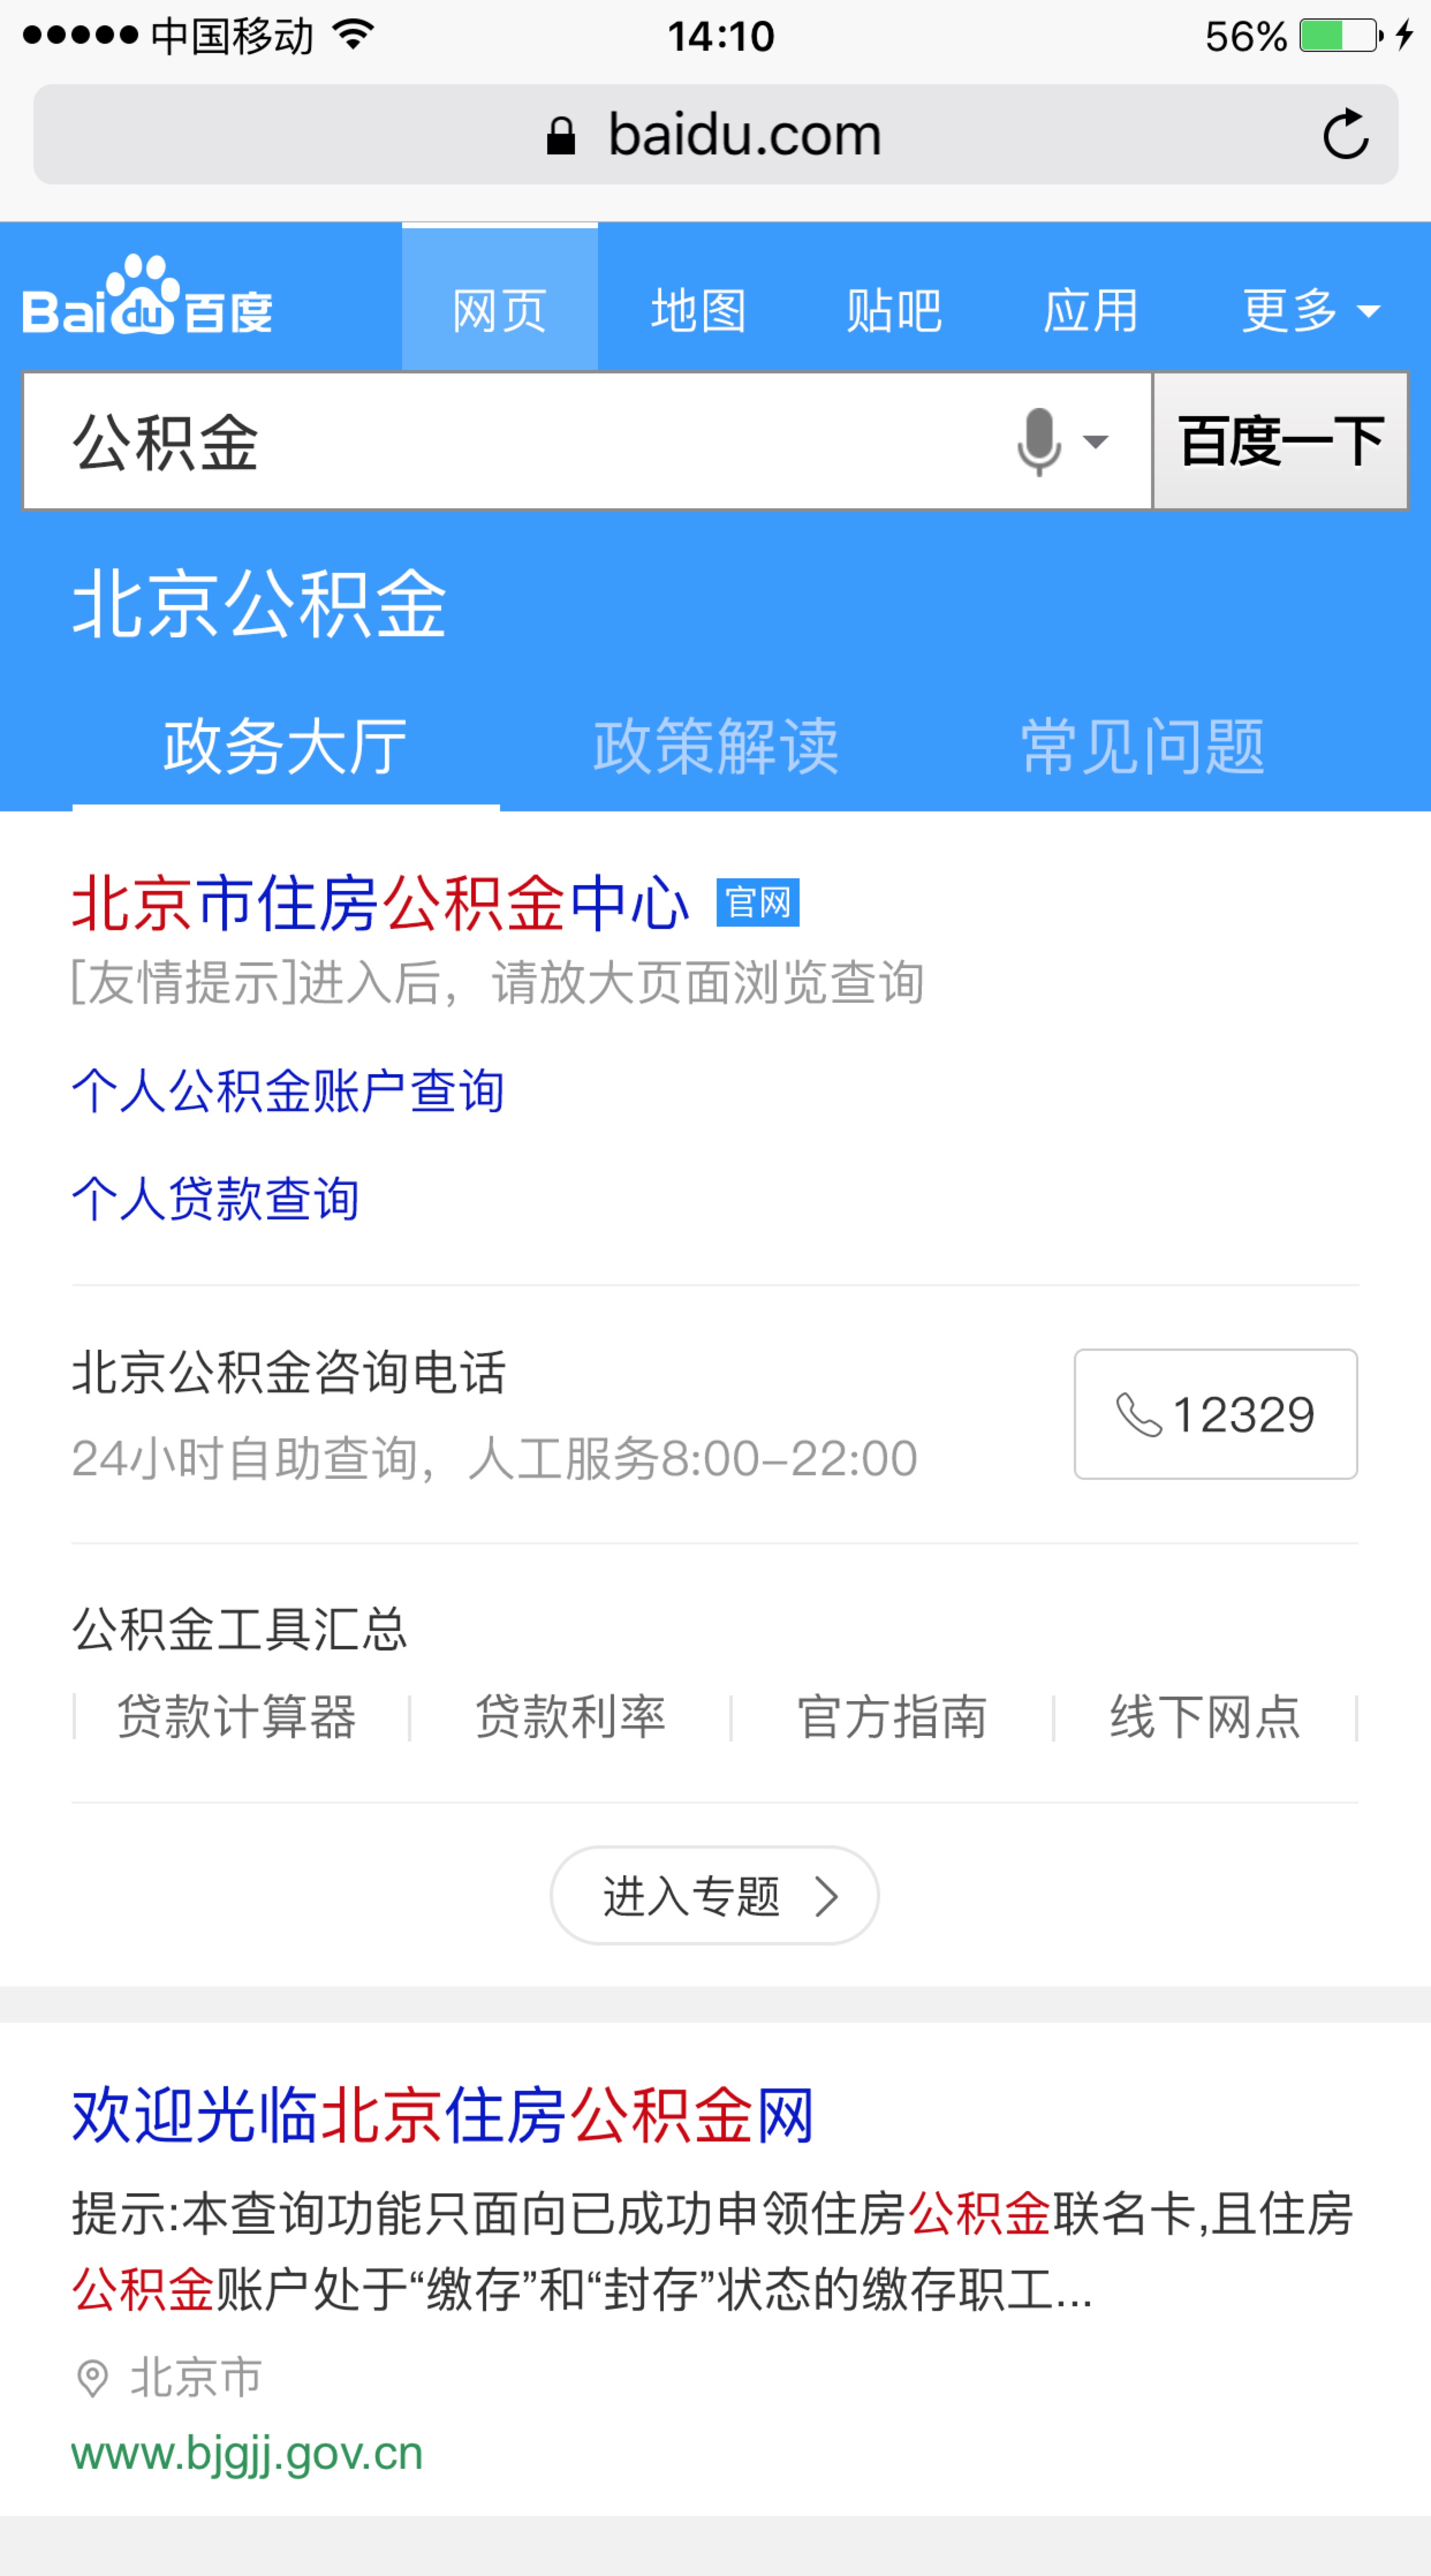 中国移动 14:10 56%
baidu.com
Bai du 百度 网页 地图 贴吧 应用 更多
公积金 百度一下
北京公积金
政务大厅 政策解读 常见问题
北京市住房公积金中心 官网
[友情提示]进入后，请放大页面浏览查询
个人公积金账户查询
个人贷款查询
北京公积金咨询电话
24小时自助查询，人工服务8:00-22:00
12329
公积金工具汇总
贷款计算器 贷款利率 官方指南 线下网点
进入专题
欢迎光临北京住房公积金网
提示:本查询功能只面向已成功申领住房公积金联名卡,且住房
公积金账户处于“缴存”和“封存”状态的缴存职工...
北京市
www.bjgjj.gov.cn